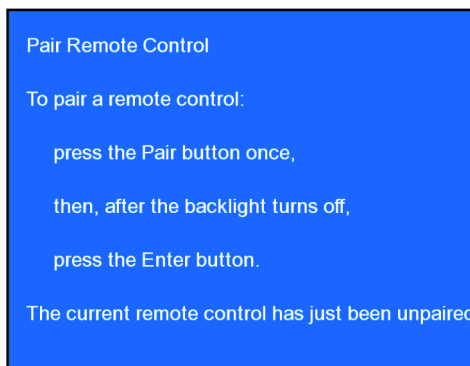 Pair Remote Control
To pair a remote control:
press the Pair button once,
then, after the backlight turns off,
press the Enter button.
The current remote control has just been unpaired